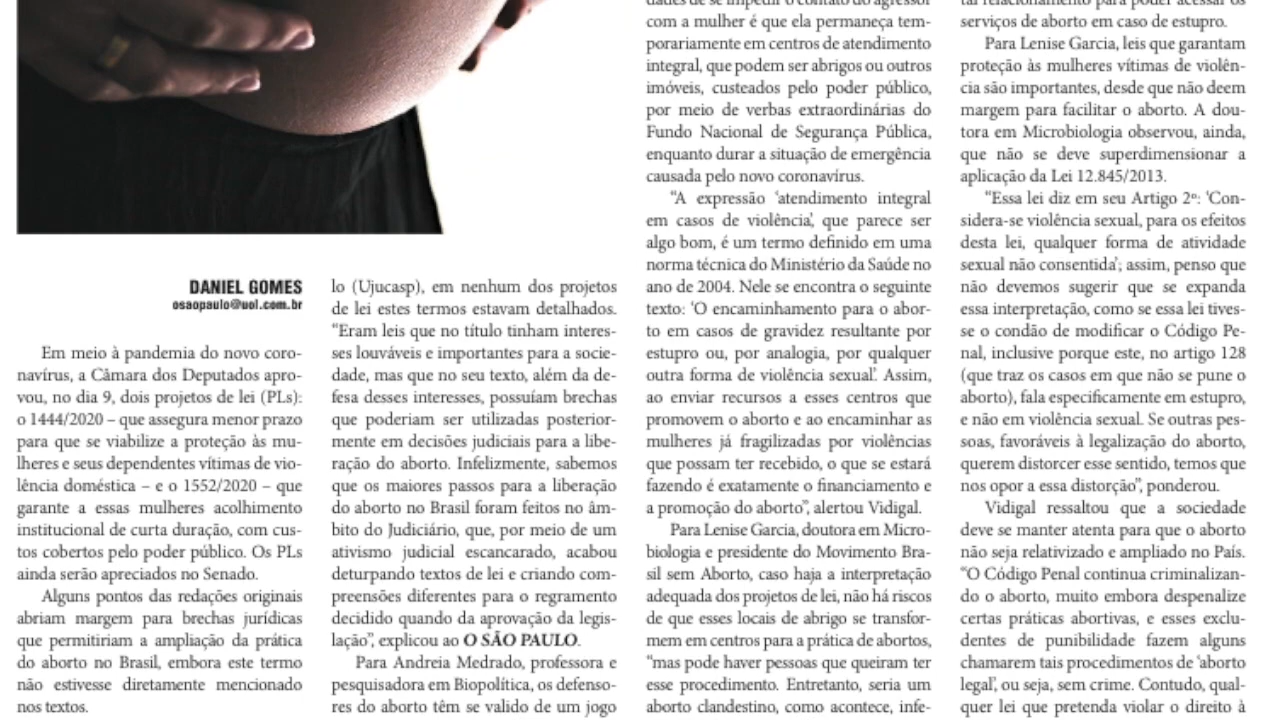 DANIEL GOMES
osaopaulo@uol.com.br
Em meio à pandemia do novo coro-
navírus, a Câmara dos Deputados apro-
vou, no dia 9, dois projetos de lei (PLs):
o 1444/2020 – que assegura menor prazo
para que se viabilize a proteção às mu-
lheres e seus dependentes vítimas de vio-
lência doméstica – e o 1552/2020 – que
garante a essas mulheres acolhimento
institucional de curta duração, com cus-
tos cobertos pelo poder público. Os PLs
ainda serão apreciados no Senado.
Alguns pontos das redações originais
abriam margem para brechas jurídicas
que permitiriam a ampliação da prática
do aborto no Brasil, embora este termo
não estivesse diretamente mencionado
nos textos.
lo (Ujucasp), em nenhum dos projetos
de lei estes termos estavam detalhados.
“Eram leis que no título tinham interes-
ses louváveis e importantes para a socie-
dade, mas que no seu texto, além da de-
fesa desses interesses, possuíam brechas
que poderiam ser utilizadas posterior-
mente em decisões judiciais para a libe-
ração do aborto. Infelizmente, sabemos
que os maiores passos para a liberação
do aborto no Brasil foram feitos no âm-
bito do Judiciário, que, por meio de um
ativismo judicial escancarado, acabou
deturpando textos de lei e criando com-
preensões diferentes para o regramento
decidido quando da aprovação da legis-
lação”, explicou ao O SÃO PAULO.
Para Andreia Medrado, professora e
pesquisadora em Biopolítica, os defenso-
res do aborto têm se valido de um jogo
dades de se impedir o contato do agressor
com a mulher é que ela permaneça tem-
porariamente em centros de atendimento
integral, que podem ser abrigos ou outros
imóveis, custeados pelo poder público,
por meio de verbas extraordinárias do
Fundo Nacional de Segurança Pública,
enquanto durar a situação de emergência
causada pelo novo coronavírus.
“A expressão ‘atendimento integral
em casos de violência’, que parece ser
algo bom, é um termo definido em uma
norma técnica do Ministério da Saúde no
ano de 2004. Nele se encontra o seguinte
texto: ‘O encaminhamento para o abor-
to em casos de gravidez resultante por
estupro ou, por analogia, por qualquer
outra forma de violência sexual’. Assim,
ao enviar recursos a esses centros que
promovem o aborto e ao encaminhar as
mulheres já fragilizadas por violências
que possam ter recebido, o que se estará
fazendo é exatamente o financiamento e
a promoção do aborto”, alertou Vidigal.
Para Lenise Garcia, doutora em Micro-
biologia e presidente do Movimento Bra-
sil sem Aborto, caso haja a interpretação
adequada dos projetos de lei, não há riscos
de que esses locais de abrigo se transfor-
mem em centros para a prática de abortos,
“mas pode haver pessoas que queiram ter
esse procedimento. Entretanto, seria um
aborto clandestino, como acontece, infe-
tal relacionamento para poder acessar os
serviços de aborto em caso de estupro.
Para Lenise Garcia, leis que garantam
proteção às mulheres vítimas de violên-
cia são importantes, desde que não deem
margem para facilitar o aborto. A dou-
tora em Microbiologia observou, ainda,
que não se deve superdimensionar a
aplicação da Lei 12.845/2013.
“Essa lei diz em seu Artigo 2º: ‘Con-
sidera-se violência sexual, para os efeitos
desta lei, qualquer forma de atividade
sexual não consentida’; assim, penso que
não devemos sugerir que se expanda
essa interpretação, como se essa lei tives-
se o condão de modificar o Código Pe-
nal, inclusive porque este, no artigo 128
(que traz os casos em que não se pune o
aborto), fala especificamente em estupro,
e não em violência sexual. Se outras pes-
soas, favoráveis à legalização do aborto,
querem distorcer esse sentido, temos que
nos opor a essa distorção”, ponderou.
Vidigal ressaltou que a sociedade
deve se manter atenta para que o aborto
não seja relativizado e ampliado no País.
“O Código Penal continua criminalizan-
do o aborto, muito embora despenalize
certas práticas abortivas, e esses exclu-
dentes de punibilidade fazem alguns
chamarem tais procedimentos de ‘aborto
legal’, ou seja, sem crime. Contudo, qual-
quer lei que pretenda violar o direito à